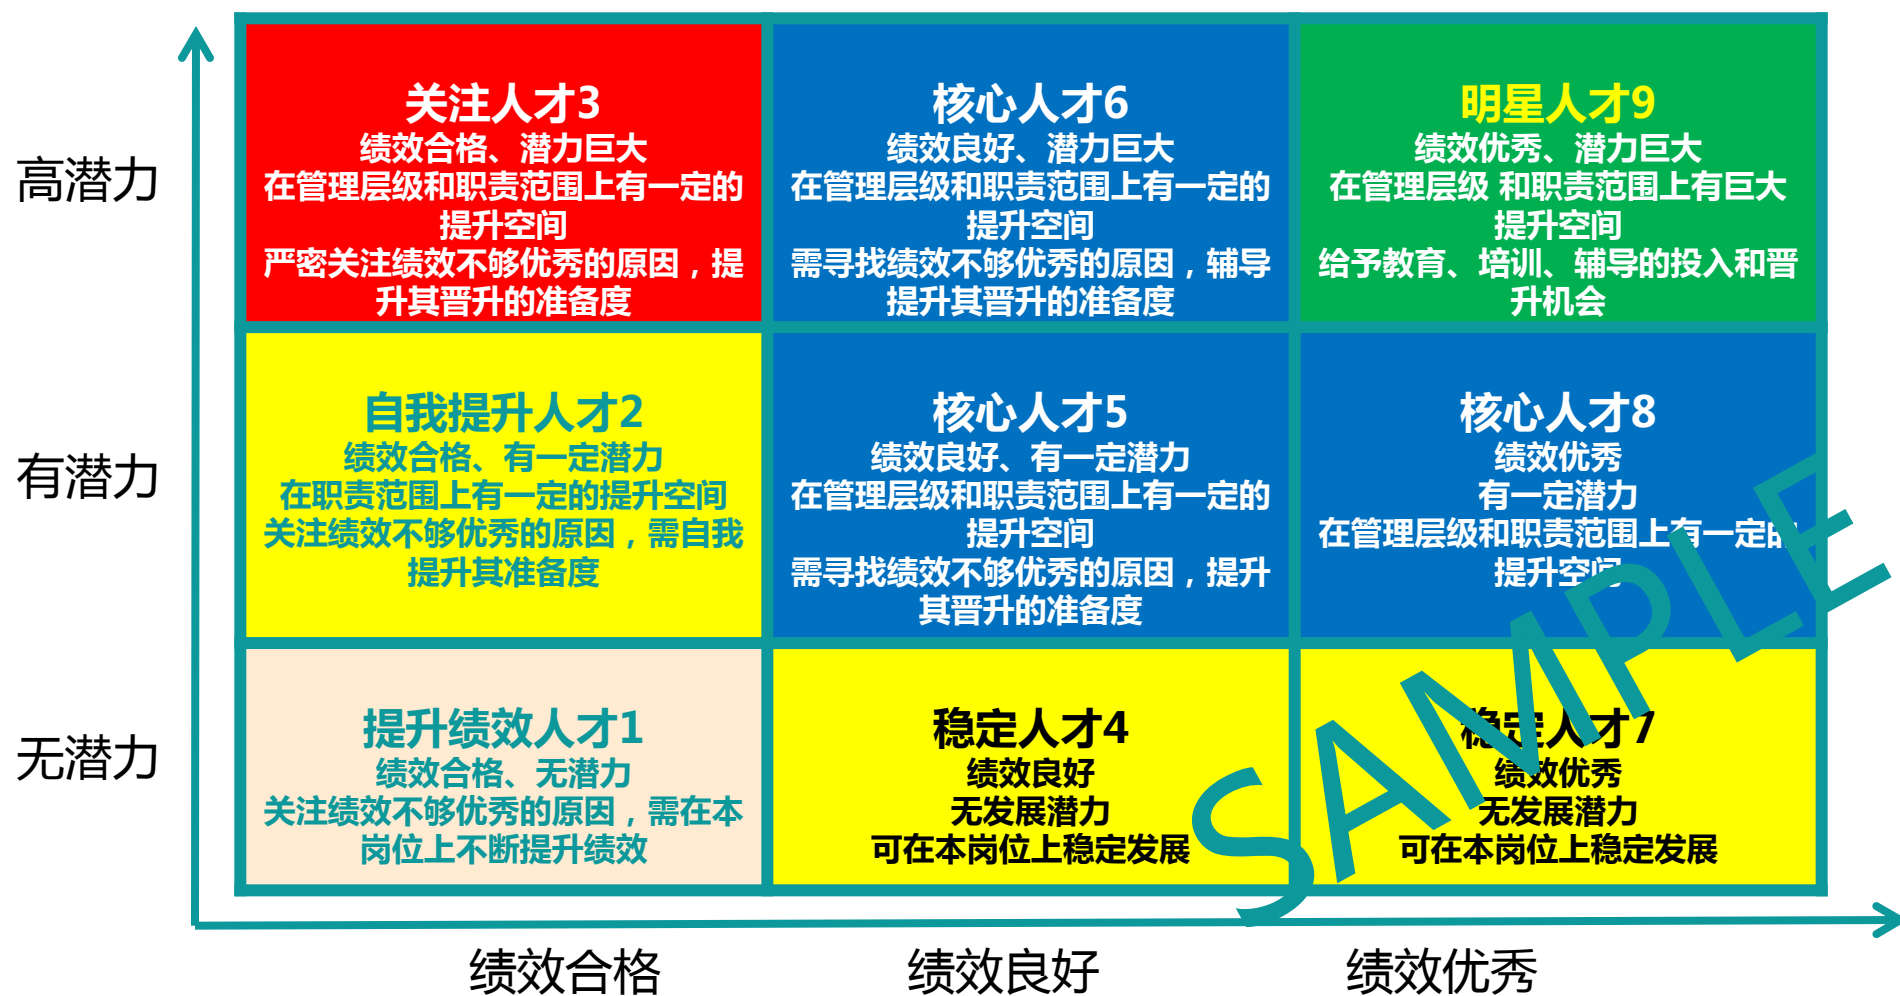 高潜力
关注人才3
绩效合格、潜力巨大
在管理层级和职责范围上有一定的
提升空间
严密关注绩效不够优秀的原因，提
升其晋升的准备度
核心人才6
绩效良好、潜力巨大
在管理层级和职责范围上有一定的
提升空间
需寻找绩效不够优秀的原因，辅导
提升其晋升的准备度
明星人才9
绩效优秀、潜力巨大
在管理层级 和职责范围上有巨大
提升空间
给予教育、培训、辅导的投入和晋
升机会
有潜力
自我提升人才2
绩效合格、有一定潜力
在职责范围上有一定的提升空间
关注绩效不够优秀的原因，需自我
提升其准备度
核心人才5
绩效良好、有一定潜力
在管理层级和职责范围上有一定的
提升空间
需寻找绩效不够优秀的原因，提升
其晋升的准备度
核心人才8
绩效优秀
有一定潜力
在管理层级和职责范围上有一定的
提升空间
无潜力
提升绩效人才1
绩效合格、无潜力
关注绩效不够优秀的原因，需在本
岗位上不断提升绩效
稳定人才4
绩效良好
无发展潜力
可在本岗位上稳定发展
稳定人才7
绩效优秀
无发展潜力
可在本岗位上稳定发展
SAMPLE
绩效合格
绩效良好
绩效优秀